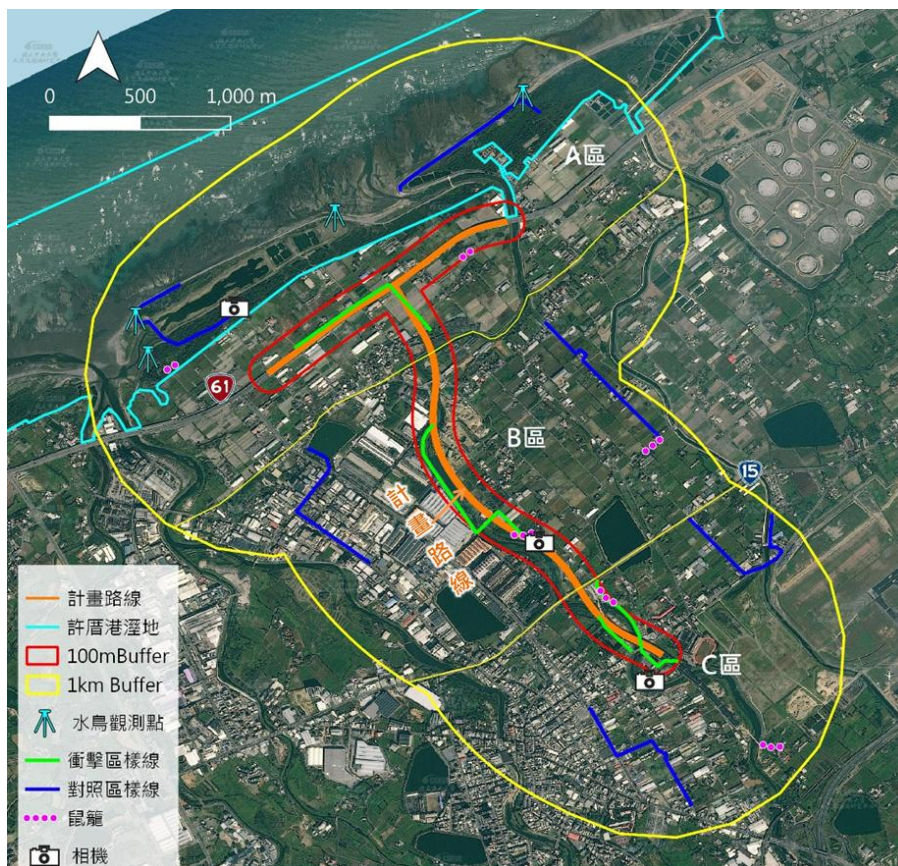 0 500 1,000 m
A區
61
B區
15
計畫路線
C區
計畫路線
許厝港溼地
100mBuffer
1km Buffer
水鳥觀測點
衝擊區樣線
對照區樣線
鼠籠
相機